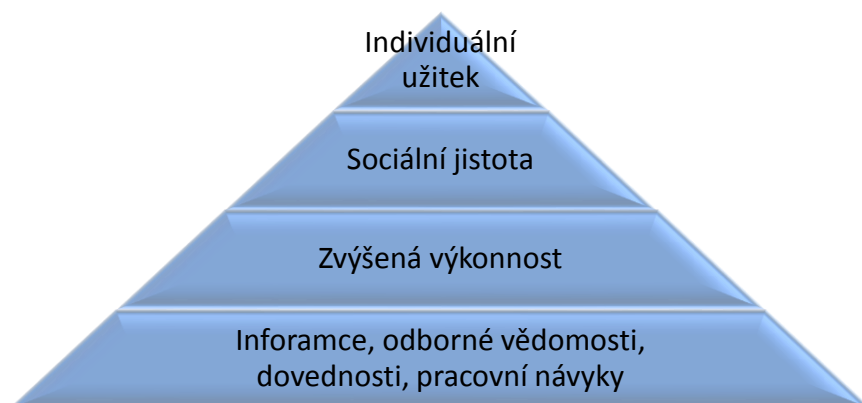 Individuální
užitek
Sociální jistota
Zvýšená výkonnost
Inforamce, odborné vědomosti,
dovednosti, pracovní návyky